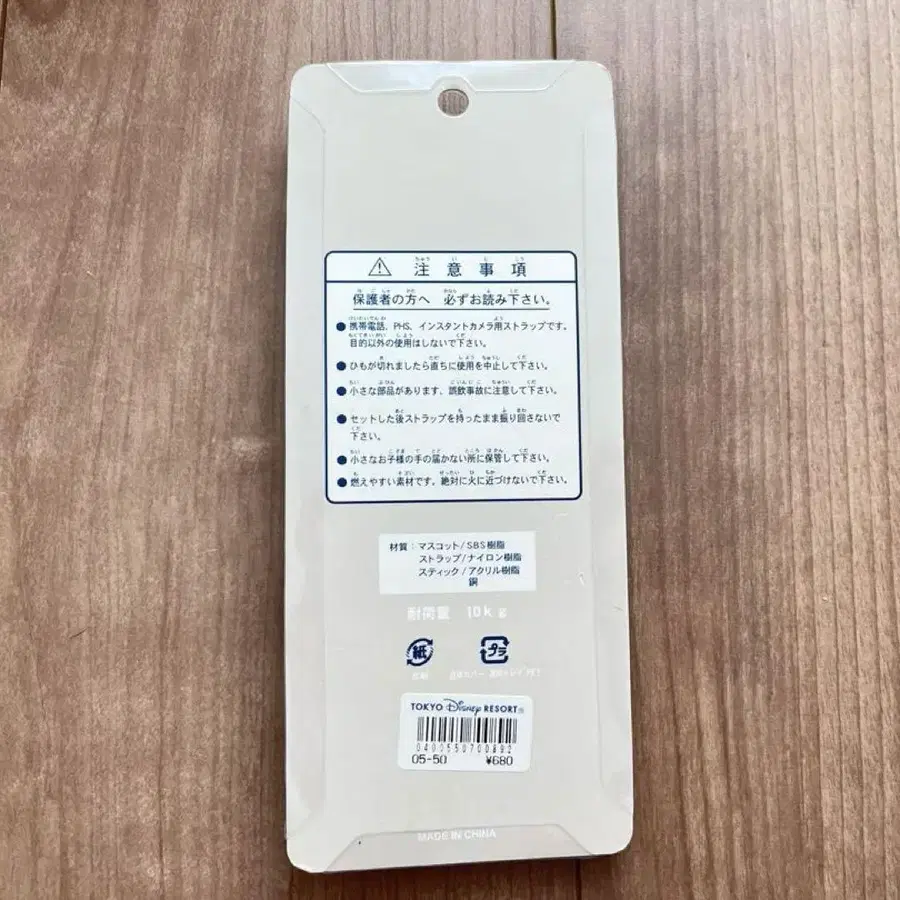 ⚠ 注意事項
保護者の方へ 必ずお読み下さい。
●携帯電話、PHS、インスタントカメラ用ストラップです。
目的以外の使用はしないで下さい。
●ひもが切れましたら直ちに使用を中止して下さい。
●小さな部品があります、誤飲事故に注意して下さい。
●セットした後ストラップを持ったまま振り回さないで
下さい。
●小さなお子様の手の届かない所に保管して下さい。
●燃えやすい素材です。絶対に火に近づけないで下さい。
材質:マスコット/SBS樹脂
ストラップ/ナイロン樹脂
スティック/アクリル樹脂
銅
耐荷重 10kg
紙 プラ
台紙
TOKYO Disney RESORT®
0400550700892
05-50 ¥680
MADE IN CHINA